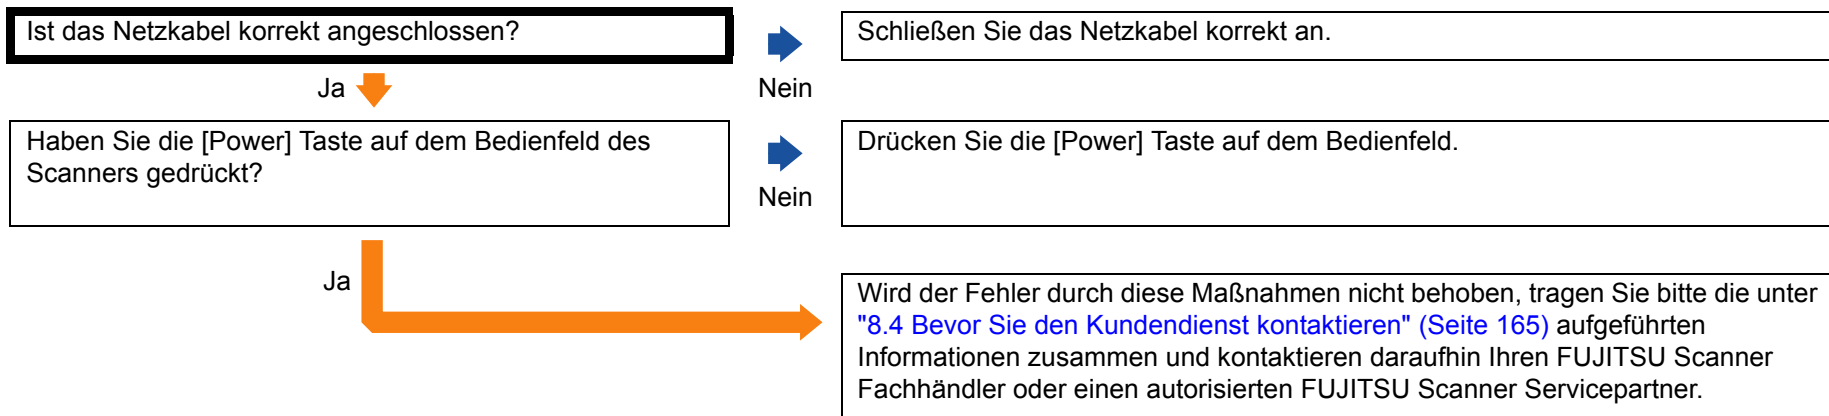 Ist das Netzkabel korrekt angeschlossen?
Schließen Sie das Netzkabel korrekt an.
Ja
Nein
Haben Sie die [Power] Taste auf dem Bedienfeld des
Scanners gedrückt?
Drücken Sie die [Power] Taste auf dem Bedienfeld.
Nein
Ja
Wird der Fehler durch diese Maßnahmen nicht behoben, tragen Sie bitte die unter
"8.4 Bevor Sie den Kundendienst kontaktieren" (Seite 165) aufgeführten
Informationen zusammen und kontaktieren daraufhin Ihren FUJITSU Scanner
Fachhändler oder einen autorisierten FUJITSU Scanner Servicepartner.